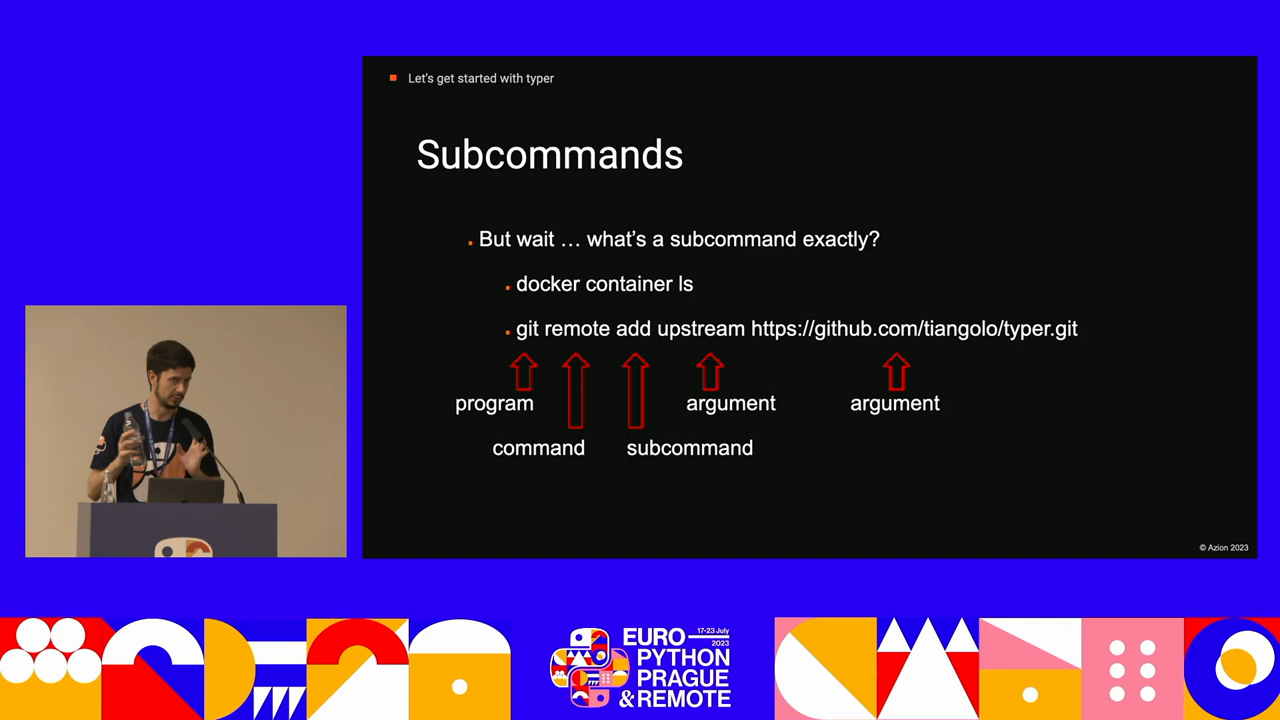 Let's get started with typer
Subcommands
But wait … what's a subcommand exactly?
docker container ls
git remote add upstream https://github.com/tiangolo/typer.git
program
argument
argument
command
subcommand
© Azion 2023
17-23 July
2023
EURO
PYTHON
PRAGUE
& REMOTE